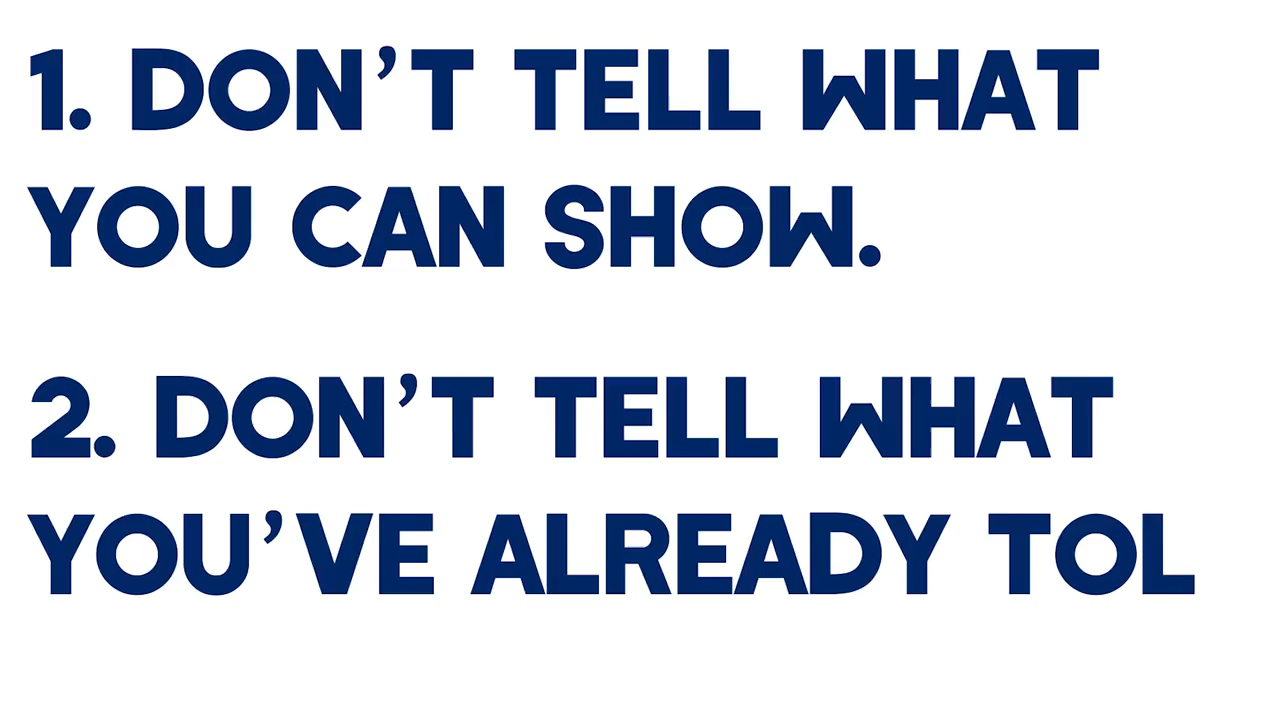 1. DON’T TELL WHAT
YOU CAN SHOW.
2. DON’T TELL WHAT
YOU’VE ALREADY TOL